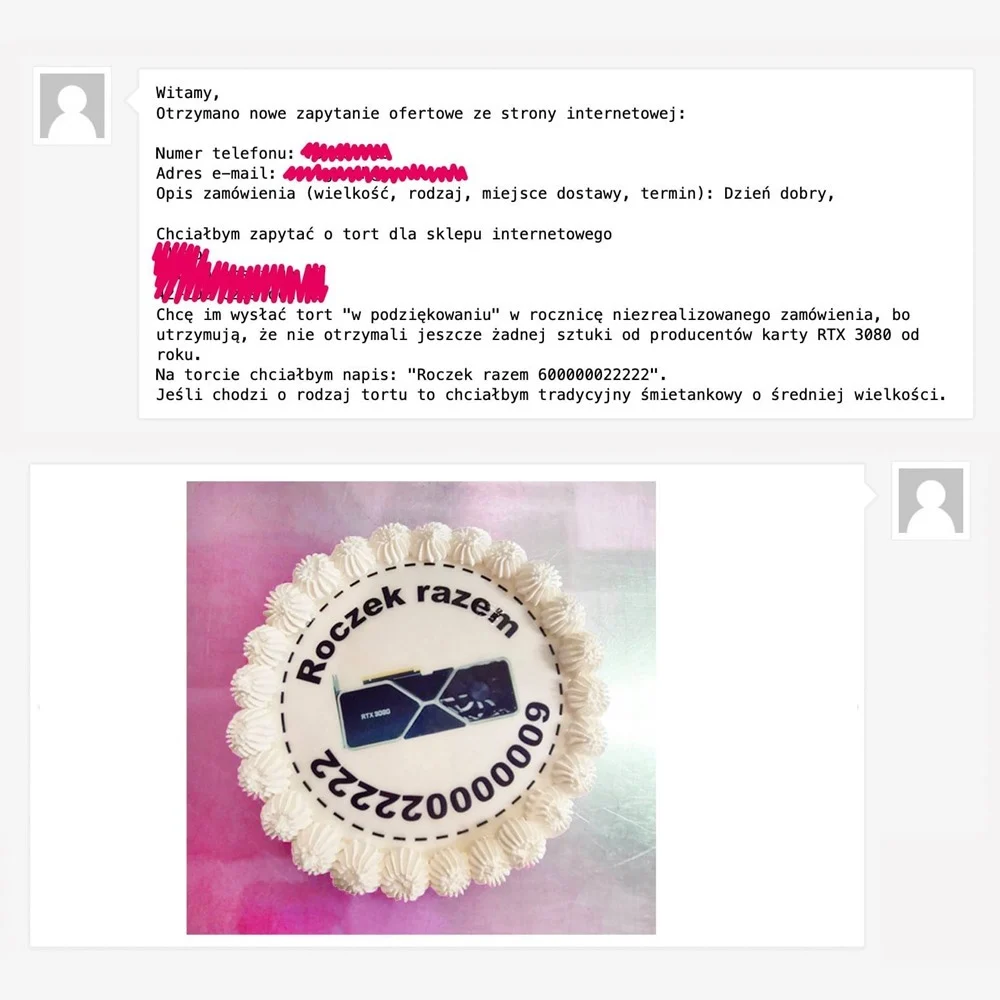 Witamy,
Otrzymano nowe zapytanie ofertowe ze strony internetowej:
Numer telefonu:
Adres e-mail:
Opis zamówienia (wielkość, rodzaj, miejsce dostawy, termin): Dzień dobry,
Chciałbym zapytać o tort dla sklepu internetowego
Chcę im wysłać tort "w podziękowaniu" w rocznicę niezrealizowanego zamówienia, bo
utrzymują, że nie otrzymali jeszcze żadnej sztuki od producentów karty RTX 3080 od
roku.
Na torcie chciałbym napis: "Roczek razem 600000022222".
Jeśli chodzi o rodzaj tortu to chciałbym tradycyjny śmietankowy o średniej wielkości.
Roczek razem
RTX 3080
600000022222